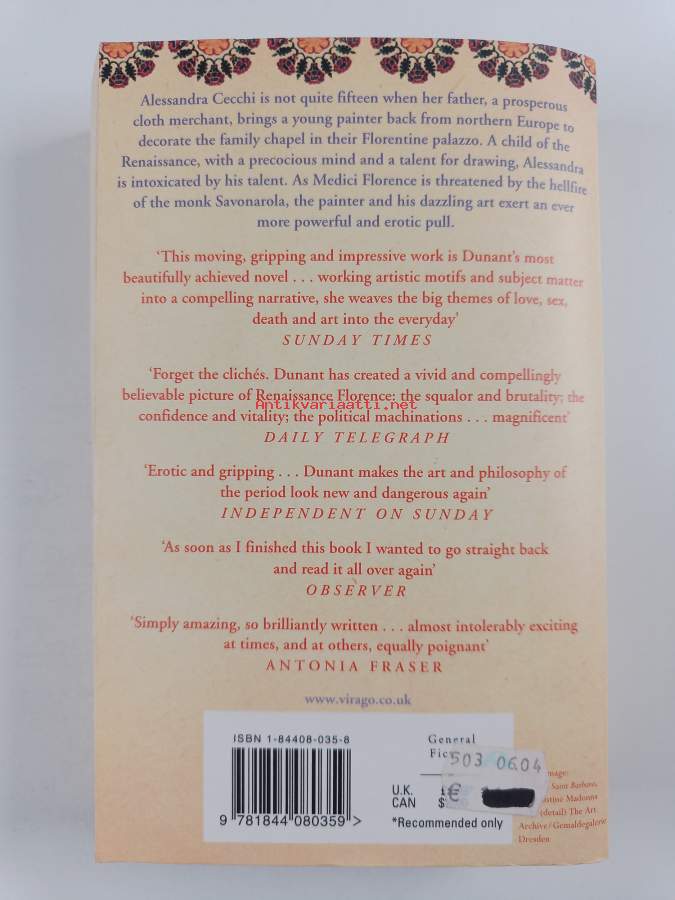 Alessandra Cecchi is not quite fifteen when her father, a prosperous
cloth merchant, brings a young painter back from northern Europe to
decorate the family chapel in their Florentine palazzo. A child of the
Renaissance, with a precocious mind and a talent for drawing, Alessandra
is intoxicated by his talent. As Medici Florence is threatened by the hellfire
of the monk Savonarola, the painter and his dazzling art exert an ever
more powerful and erotic pull.
‘This moving, gripping and impressive work is Dunant’s most
beautifully achieved novel . . . working artistic motifs and subject matter
into a compelling narrative, she weaves the big themes of love, sex,
death and art into the everyday’
SUNDAY TIMES
‘Forget the clichés. Dunant has created a vivid and compellingly
believable picture of Renaissance Florence: the squalor and brutality; the
Antikvariaatti.net
confidence and vitality; the political machinations . . . magnificent’
DAILY TELEGRAPH
‘Erotic and gripping . . . Dunant makes the art and philosophy of
the period look new and dangerous again’
INDEPENDENT ON SUNDAY
‘As soon as I finished this book I wanted to go straight back
and read it all over again’
OBSERVER
‘Simply amazing, so brilliantly written . . . almost intolerably exciting
at times, and at others, equally poignant’
ANTONIA FRASER
www.virago.co.uk
ISBN 1-84408-035-8
9 781844 080359 >
General
503 0604
U.K.
CAN $
€
*Recommended only
Saint Barbara,
Madonna
(detail) The Art
Archive/Gemaldegalerie
Dresden